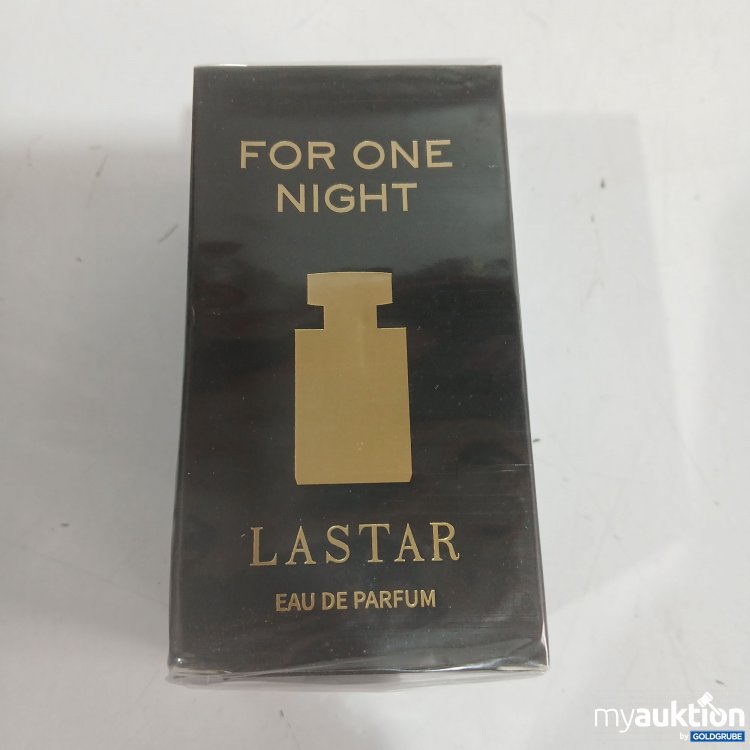 FOR ONE
NIGHT
LASTAR
EAU DE PARFUM
myauktion
by GOLDGRUBE